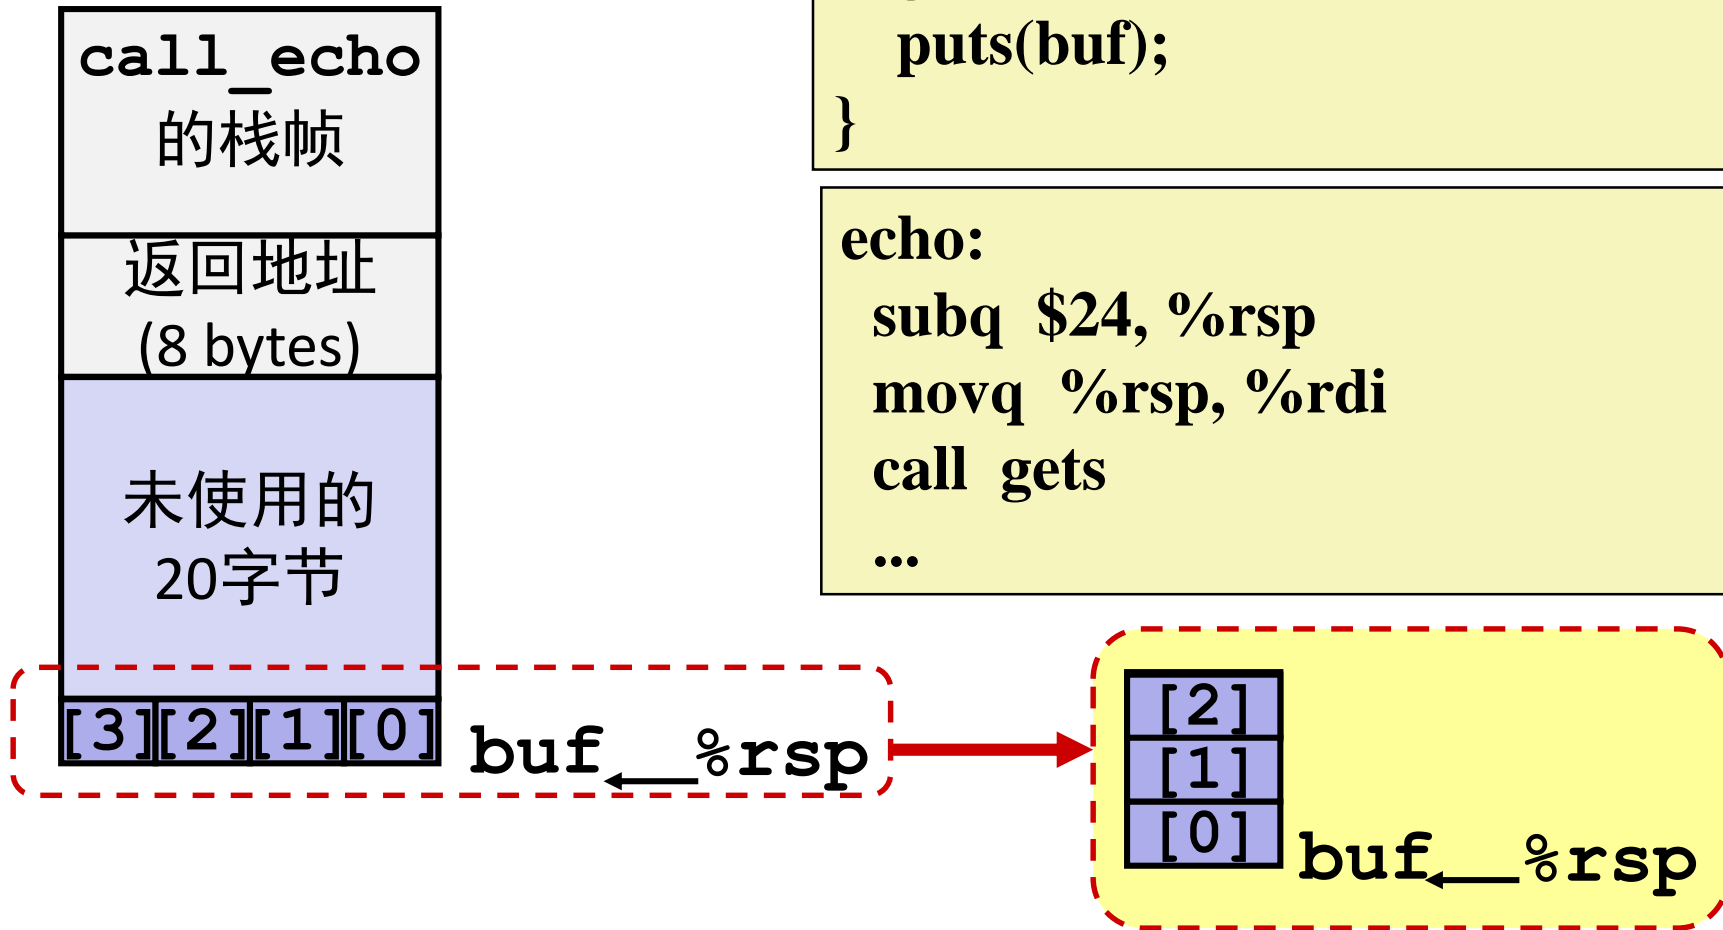 call_echo
的栈帧
返回地址
(8 bytes)
未使用的
20字节
[3][2][1][0]
buf %rsp
puts(buf);
}
echo:
subq $24, %rsp
movq %rsp, %rdi
call gets
...
[2]
[1]
[0]
buf %rsp